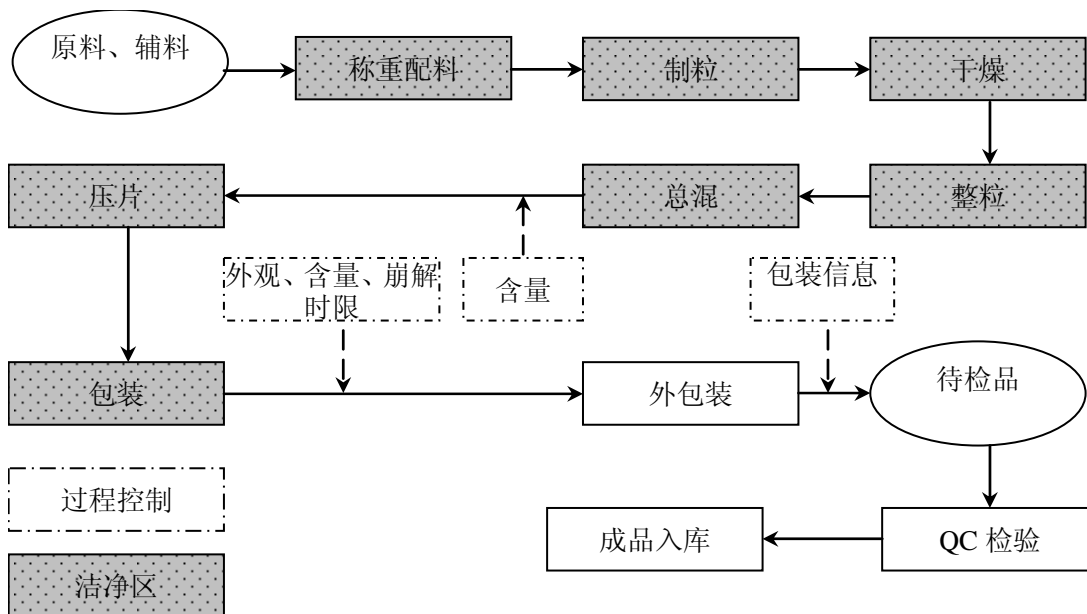 原料、辅料
称重配料
制粒
干燥
压片
总混
整粒
外观、含量、崩解
时限
含量
包装信息
包装
外包装
待检品
过程控制
成品入库
QC 检验
洁净区